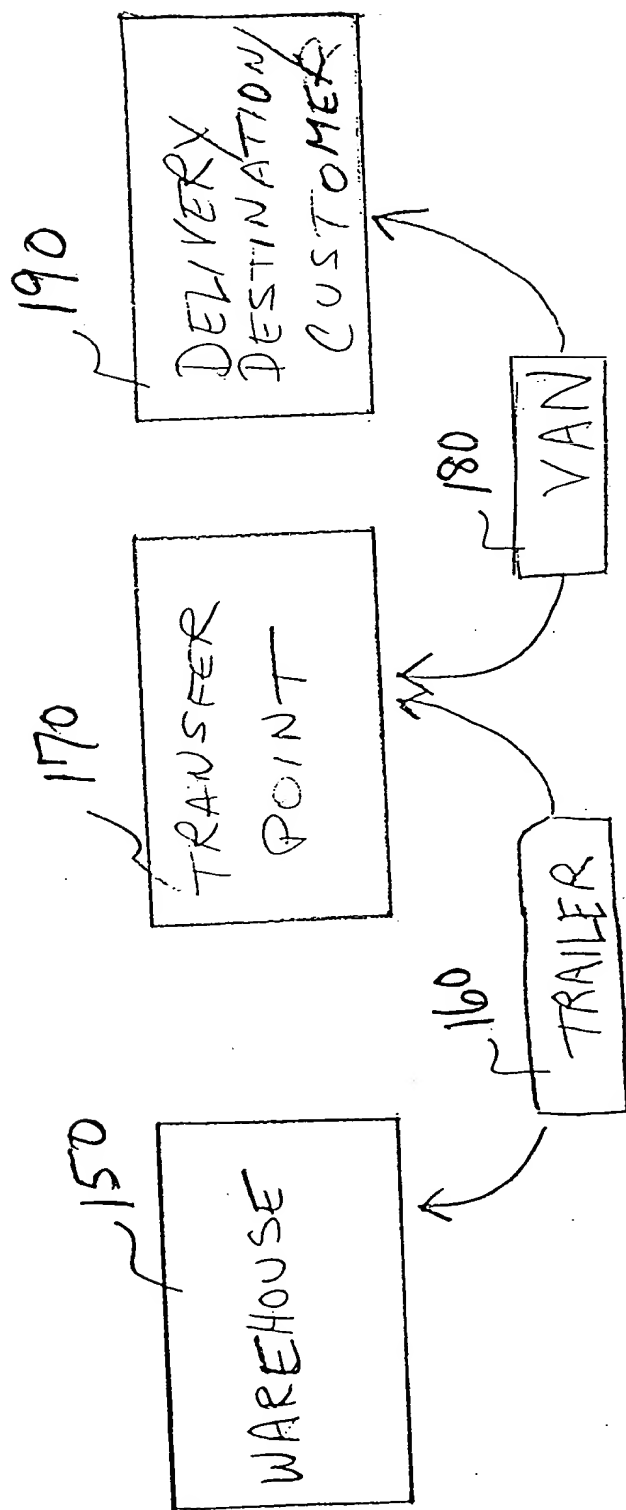 150
WAREHOUSE
160
TRAILER
170
TRANSFER
POINT
180
VAN
190
DELIVERY
DESTINATION/
CUSTOMER